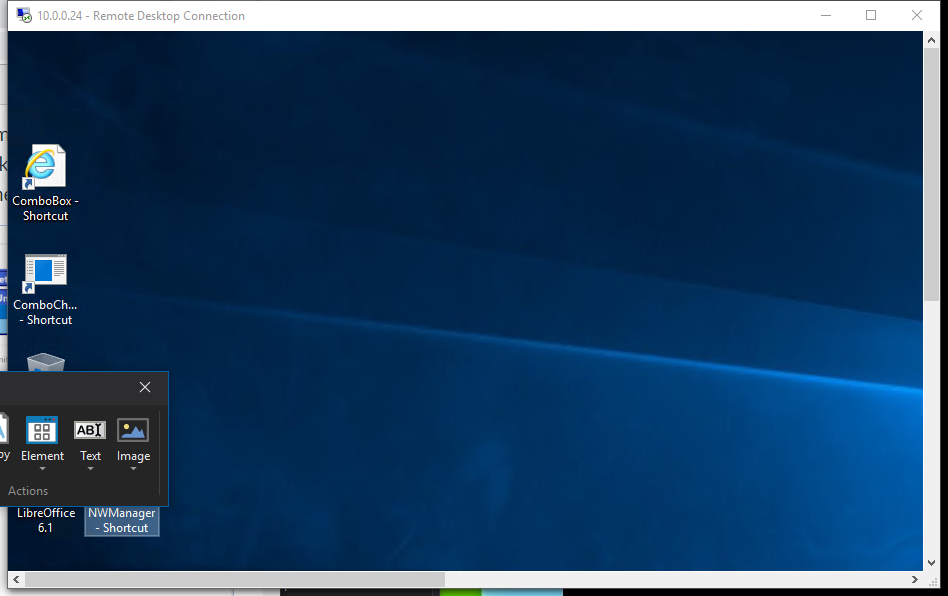 10.0.0.24 - Remote Desktop Connection
ComboBox -
Shortcut
ComboCh...
- Shortcut
Element
Text
Image
ABI
Actions
LibreOffice
6.1
NWManager
- Shortcut